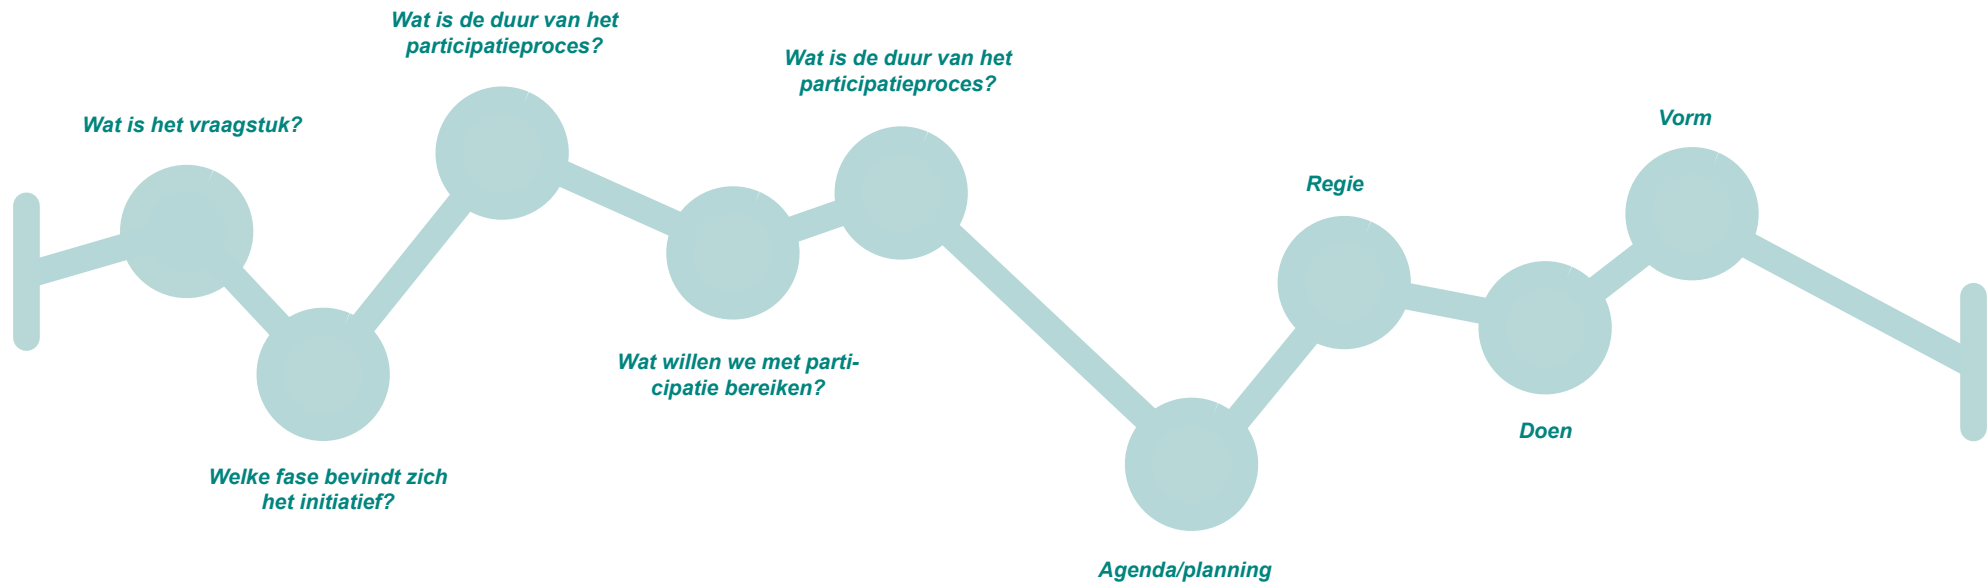 Wat is het vraagstuk?
Welke fase bevindt zich
het initiatief?
Wat is de duur van het
participatieproces?
Wat willen we met parti-
cipatie bereiken?
Wat is de duur van het
participatieproces?
Agenda/planning
Regie
Doen
Vorm